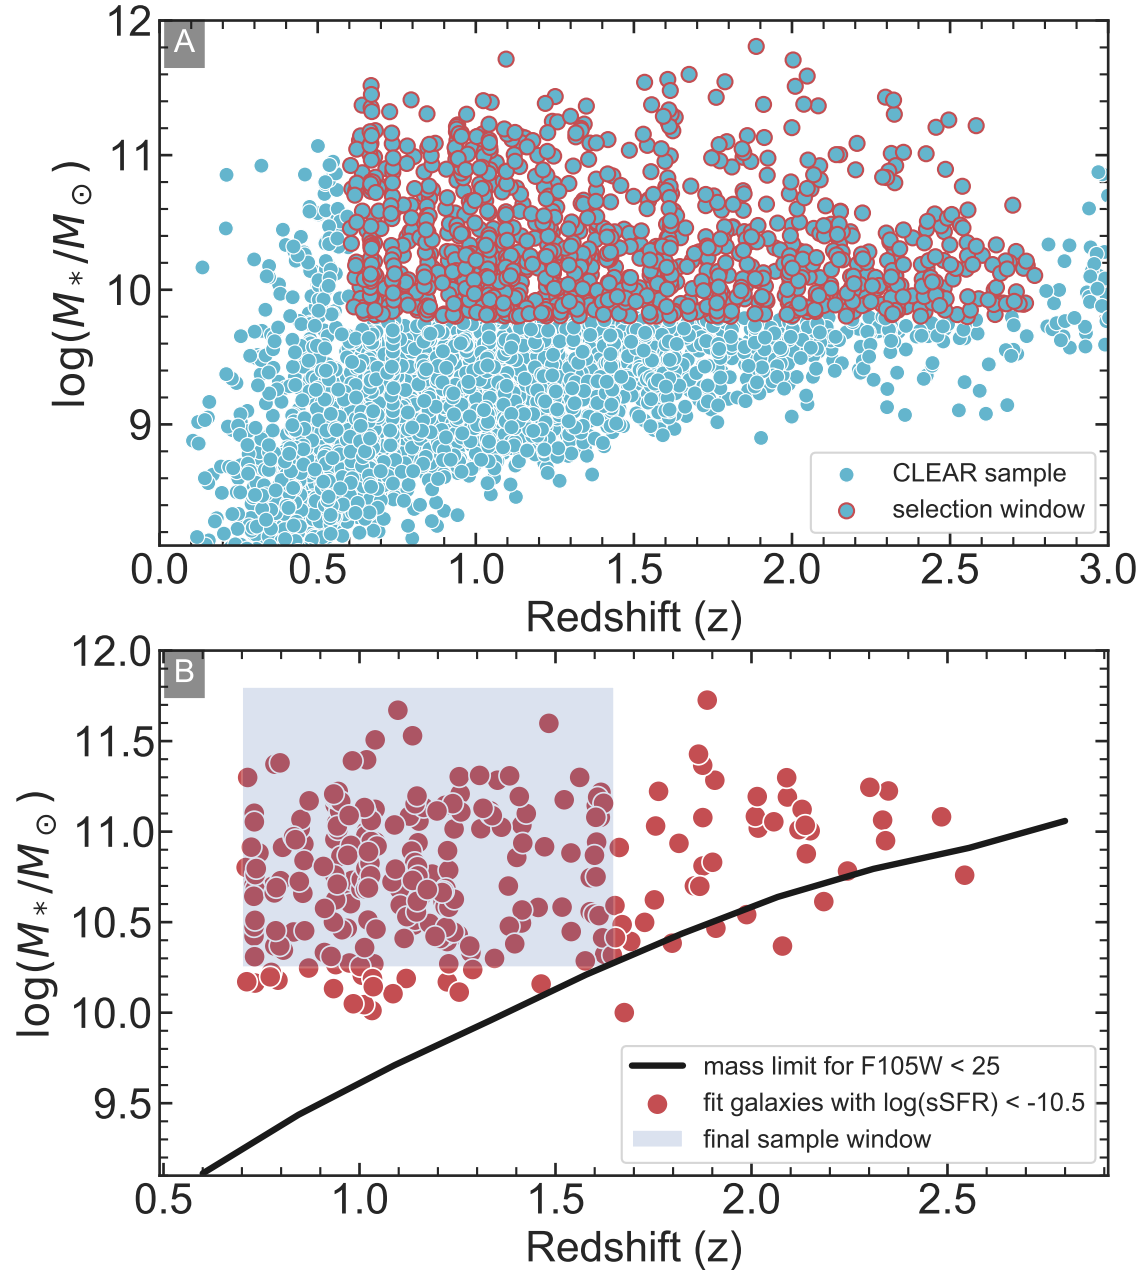 A
12
11
10
9
log(M∗/M⊙)
CLEAR sample
selection window
0.0 0.5 1.0 1.5 2.0 2.5 3.0
Redshift (z)
B
12.0
11.5
11.0
10.5
10.0
9.5
log(M∗/M⊙)
mass limit for F105W < 25
fit galaxies with log(sSFR) < -10.5
final sample window
0.5 1.0 1.5 2.0 2.5
Redshift (z)